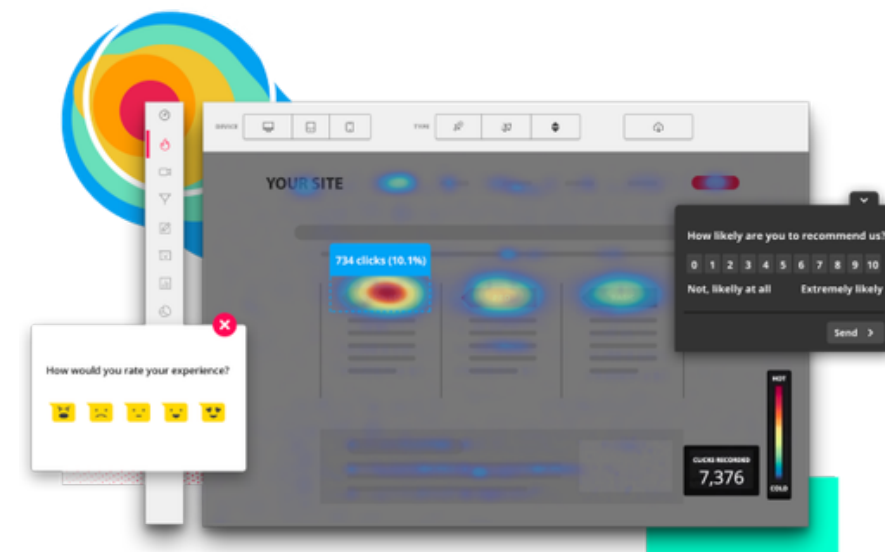 DEVICE
TYPE
YOUR SITE
734 clicks (10.1%)
How likely are you to recommend us?
0 1 2 3 4 5 6 7 8 9 10
Not, likelly at all Extremely likely
Send >
How would you rate your experience?
HOT
CLICKS RECORDED
7,376
COLD